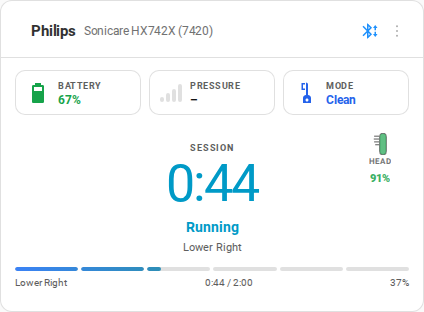 Philips Sonicare HX742X (7420)
BATTERY
67%
PRESSURE
–
MODE
Clean
SESSION
0:44
Running
Lower Right
HEAD
91%
Lower Right 0:44 / 2:00 37%